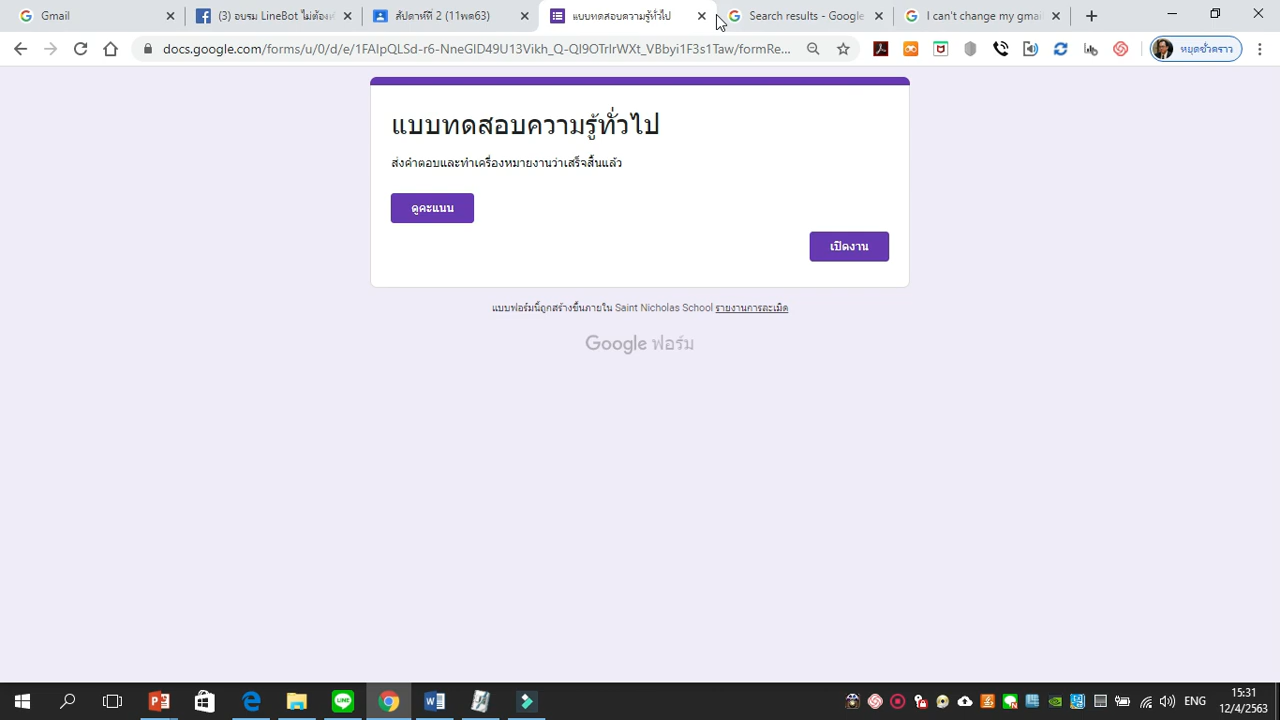 Gmail
(3) อบรม LineBot ไม่ต้อง
สัปดาห์ที่ 2 (11พค63)
แบบทดสอบความรู้ทั่วไป
Search results - Google
I can't change my gmai
docs.google.com/forms/u/0/d/e/1FAIpQLSd-r6-NneGlD49U13Vikh_Q-Ql9OTrlrWXt_VBbyi1F3s1Taw/formRe...
หยุดชั่วคราว
แบบทดสอบความรู้ทั่วไป
ส่งคำตอบและทำเครื่องหมายงานว่าเสร็จสิ้นแล้ว
ดูคะแนน
เปิดงาน
แบบฟอร์มนี้ถูกสร้างขึ้นภายใน Saint Nicholas School รายงานการละเมิด
Google ฟอร์ม
LINE
ENG
15:31
12/4/2563